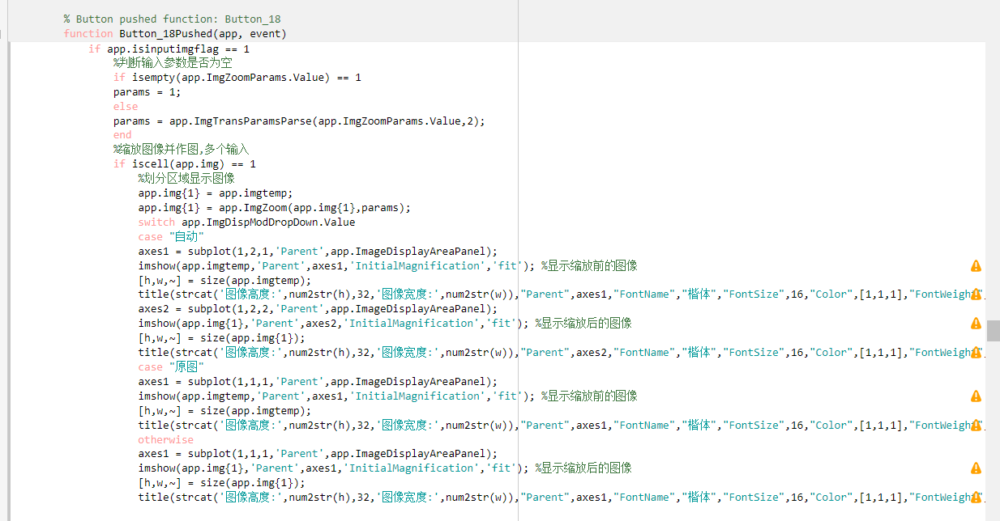 % Button pushed function: Button_18
function Button_18Pushed(app, event)
if app.isinputimgflag == 1
%判断输入参数是否为空
if isempty(app.ImgZoomParams.Value) == 1
params = 1;
else
params = app.ImgTransParamsParse(app.ImgZoomParams.Value,2);
end
%缩放图像并作图,多个输入
if iscell(app.img) == 1
%划分区域显示图像
app.img{1} = app.imgtemp;
app.img{1} = app.ImgZoom(app.img{1},params);
switch app.ImgDispModDropDown.Value
case "自动"
axes1 = subplot(1,2,1,'Parent',app.ImageDisplayAreaPanel);
imshow(app.imgtemp,'Parent',axes1,'InitialMagnification','fit'); %显示缩放前的图像
[h,w,~] = size(app.imgtemp);
title(strcat('图像高度:',num2str(h),32,'图像宽度:',num2str(w)),"Parent",axes1,"FontName","楷体","FontSize",16,"Color",[1,1,1],"FontWeight"
axes2 = subplot(1,2,2,'Parent',app.ImageDisplayAreaPanel);
imshow(app.img{1},'Parent',axes2,'InitialMagnification','fit'); %显示缩放后的图像
[h,w,~] = size(app.img{1});
title(strcat('图像高度:',num2str(h),32,'图像宽度:',num2str(w)),"Parent",axes2,"FontName","楷体","FontSize",16,"Color",[1,1,1],"FontWeight"
case "原图"
axes1 = subplot(1,1,1,'Parent',app.ImageDisplayAreaPanel);
imshow(app.imgtemp,'Parent',axes1,'InitialMagnification','fit'); %显示缩放前的图像
[h,w,~] = size(app.imgtemp);
title(strcat('图像高度:',num2str(h),32,'图像宽度:',num2str(w)),"Parent",axes1,"FontName","楷体","FontSize",16,"Color",[1,1,1],"FontWeight"
otherwise
axes1 = subplot(1,1,1,'Parent',app.ImageDisplayAreaPanel);
imshow(app.img{1},'Parent',axes1,'InitialMagnification','fit'); %显示缩放后的图像
[h,w,~] = size(app.img{1});
title(strcat('图像高度:',num2str(h),32,'图像宽度:',num2str(w)),"Parent",axes1,"FontName","楷体","FontSize",16,"Color",[1,1,1],"FontWeight"